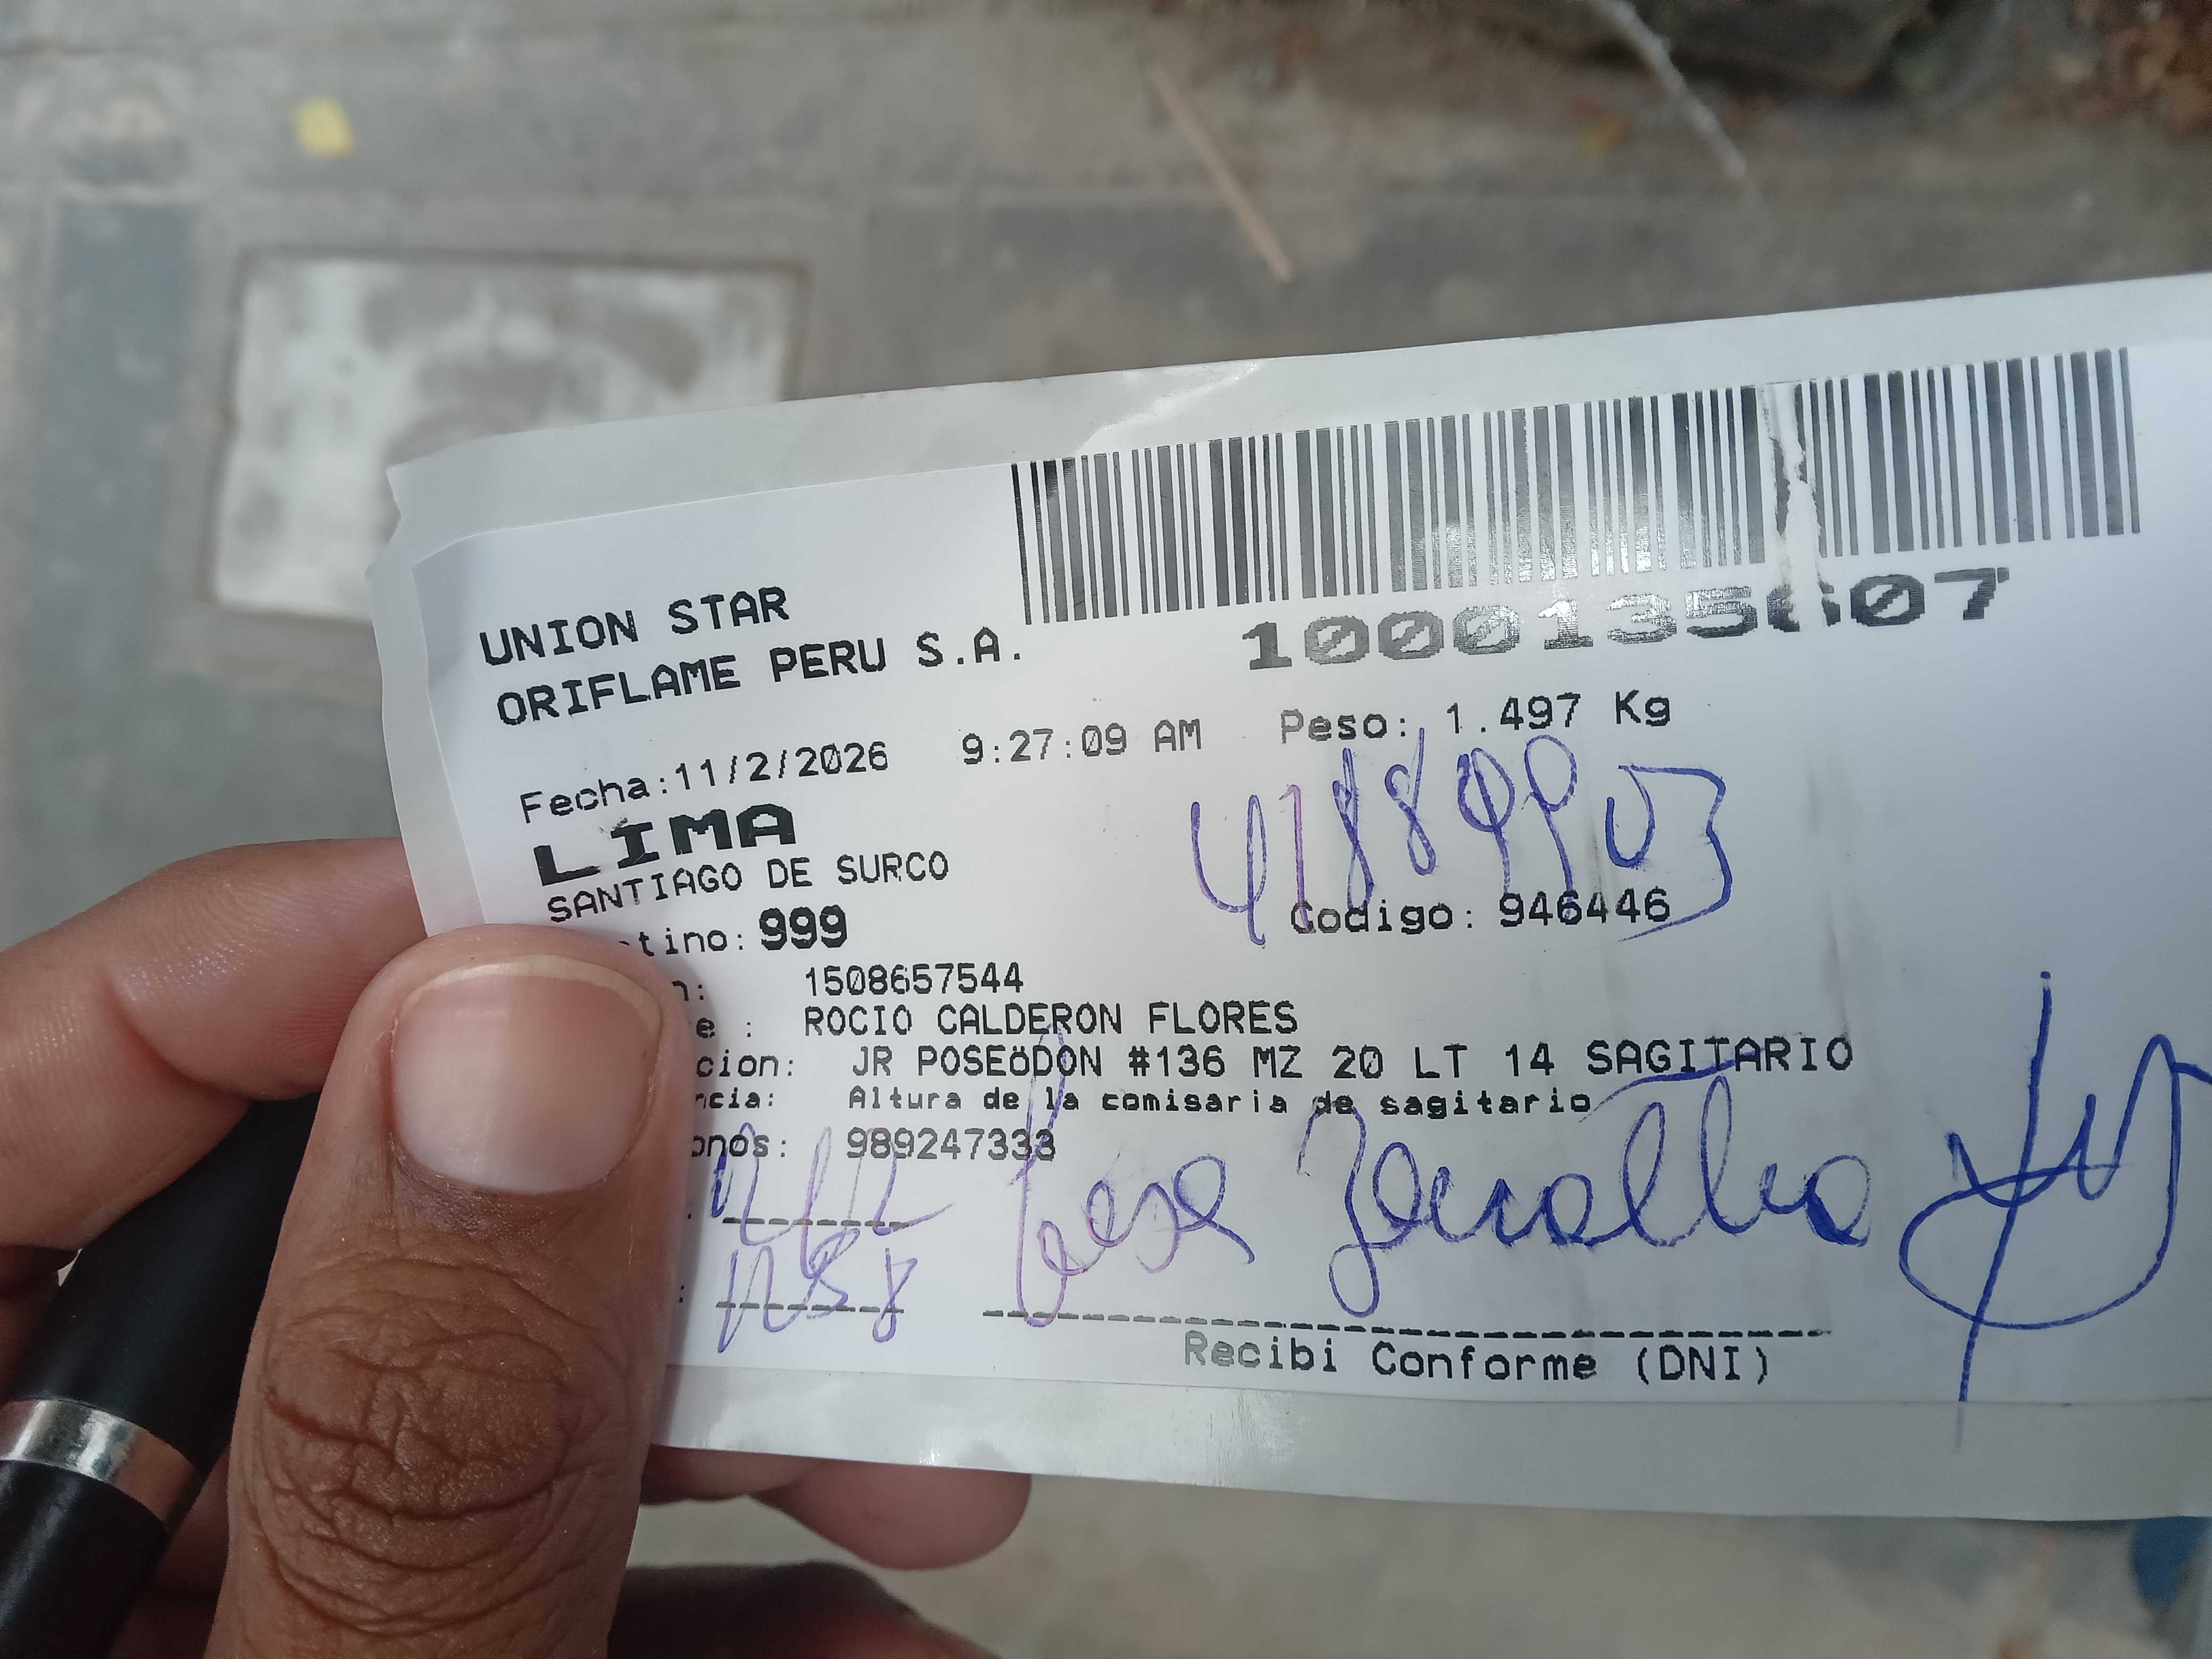 UNION STAR
ORIFLAME PERU S.A.
Fecha:11/2/2026 9:27:09 AM Peso: 1.497 Kg
LIMA
41889903
SANTIAGO DE SURCO
tino: 999 Codigo: 946446
n: 1508657544
e : ROCIO CALDERON FLORES
cion: JR POSEöDON #136 MZ 20 LT 14 SAGITARIO
ncia: Altura de la comisaria de sagitario
onos: 989247333
Recibi Conforme (DNI)